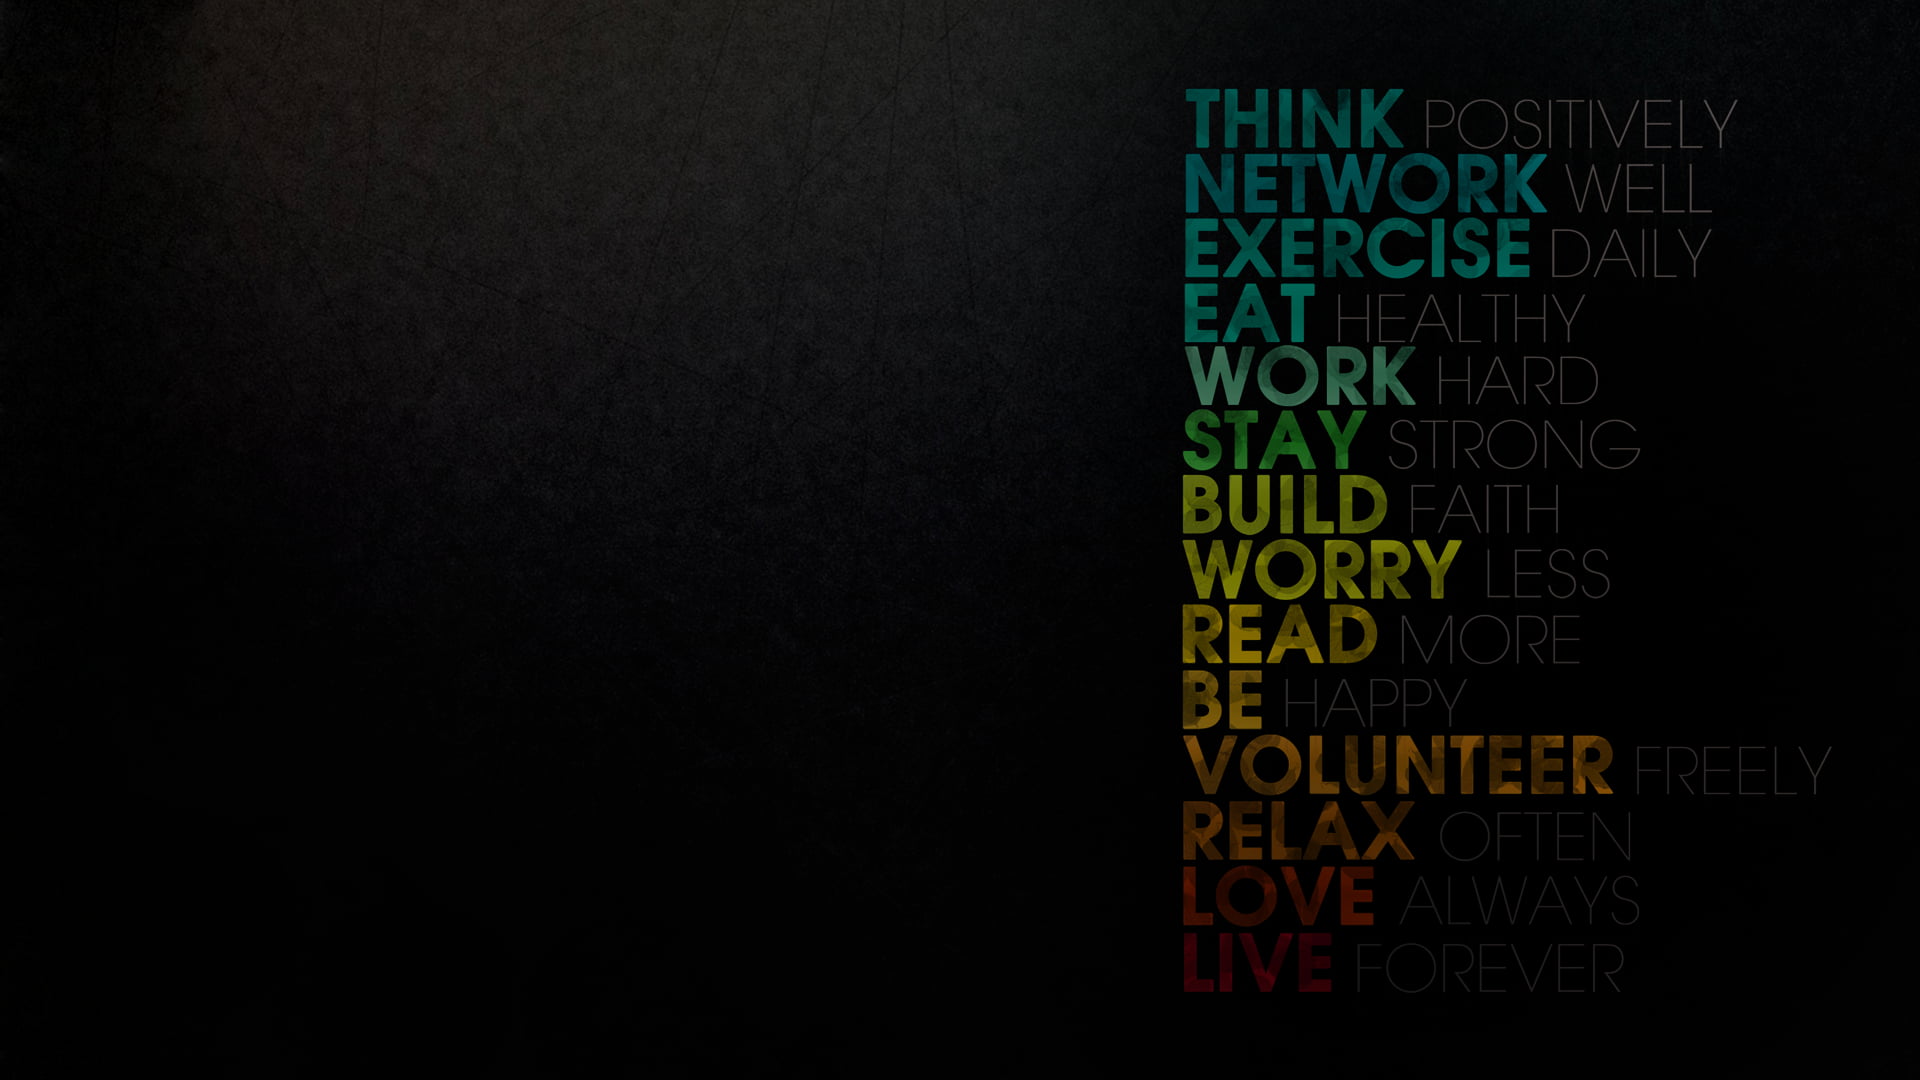 THINK POSITIVELY
NETWORK WELL
EXERCISE DAILY
EAT HEALTHY
WORK HARD
STAY STRONG
BUILD FAITH
WORRY LESS
READ MORE
BE HAPPY
VOLUNTEER FREELY
RELAX OFTEN
LOVE ALWAYS
LIVE FOREVER